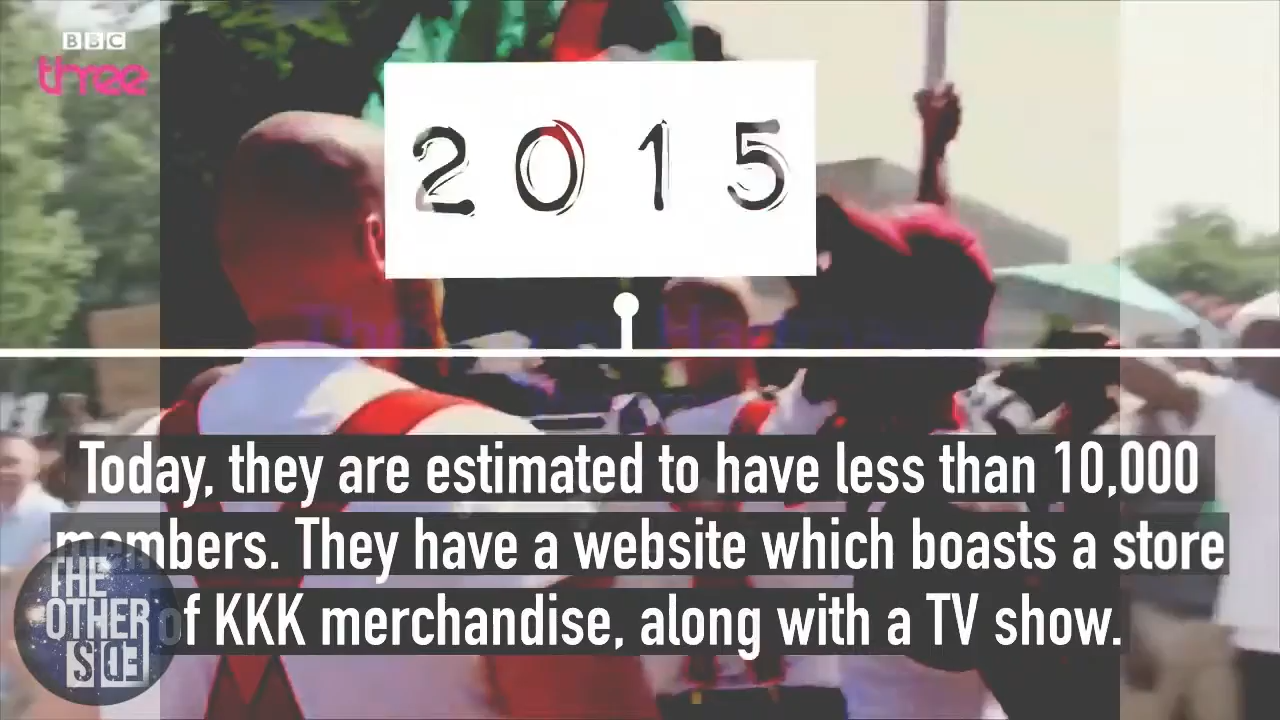 BBC
three
2015
Today, they are estimated to have less than 10,000
members. They have a website which boasts a store
of KKK merchandise, along with a TV show.
THE
OTHER
SIDE